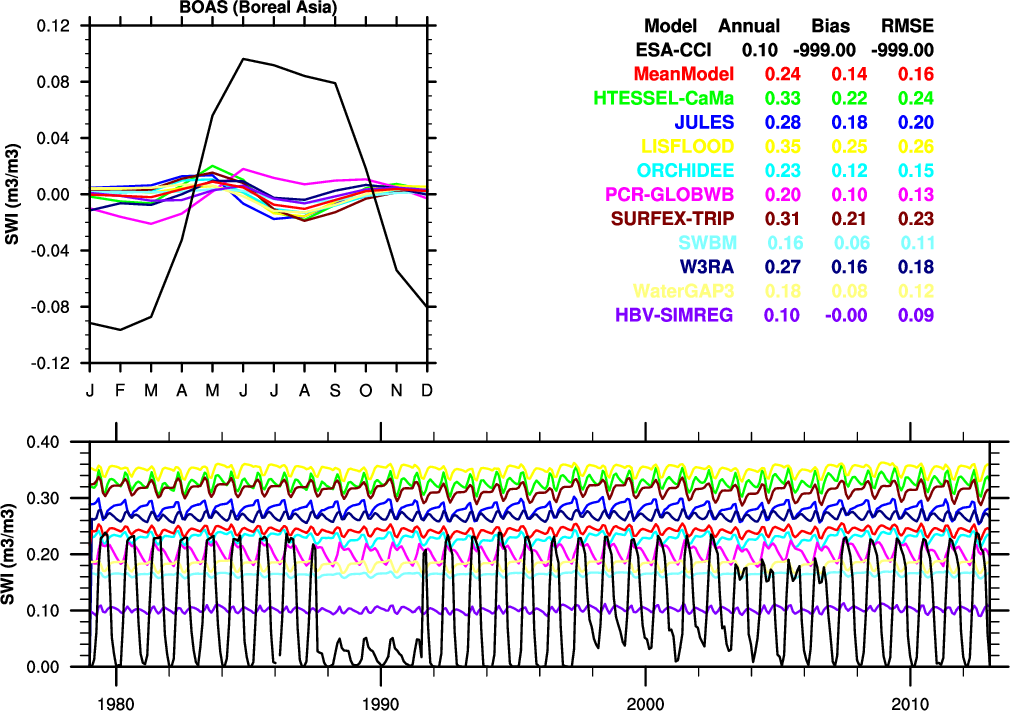 BOAS (Boreal Asia)
0.12
0.08
0.04
0.00
-0.04
-0.08
-0.12
SWI (m3/m3)
J F M A M J J A S O N D
Model Annual Bias RMSE
ESA-CCI 0.10 -999.00 -999.00
MeanModel 0.24 0.14 0.16
HTESSEL-CaMa 0.33 0.22 0.24
JULES 0.28 0.18 0.20
LISFLOOD 0.35 0.25 0.26
ORCHIDEE 0.23 0.12 0.15
PCR-GLOBWB 0.20 0.10 0.13
SURFEX-TRIP 0.31 0.21 0.23
SWBM 0.16 0.06 0.11
W3RA 0.27 0.16 0.18
WaterGAP3 0.18 0.08 0.12
HBV-SIMREG 0.10 -0.00 0.09
0.40
0.30
0.20
0.10
0.00
SWI (m3/m3)
1980 1990 2000 2010